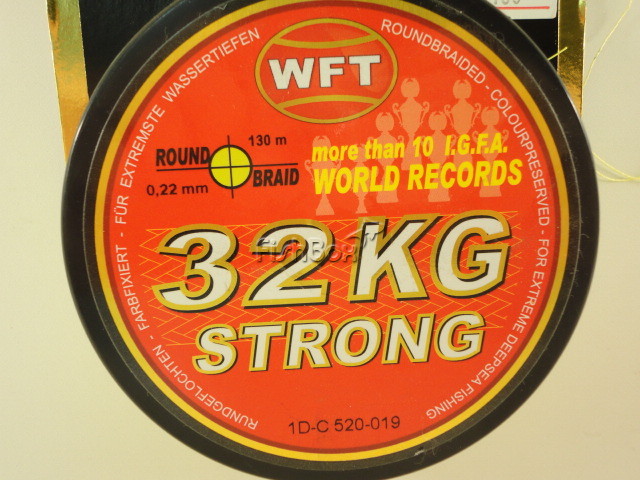 WFT
RUNDGEFLOCHTEN - FARBFIXIERT - FÜR EXTREMSTE WASSERTIEFEN
ROUNDBRAIDED - COLOURPRESERVED - FOR EXTREME DEEPSEA FISHING
130 m
ROUND
BRAID
0,22 mm
more than 10 I.G.F.A.
WORLD RECORDS
32KG
FishBox™
STRONG
1D-C 520-019